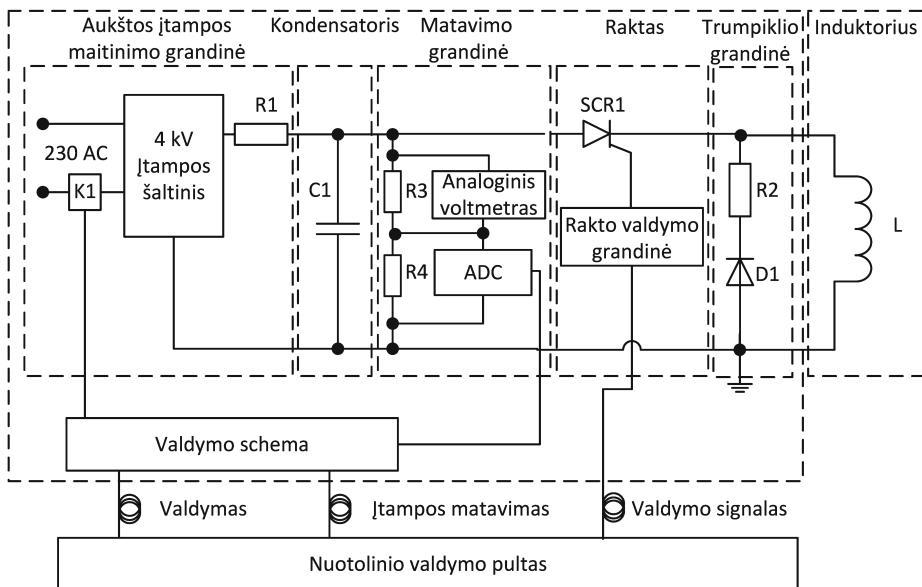 Aukštos įtampos
maitinimo grandinė
Kondensatoris
Matavimo
grandinė
Raktas
Trumpiklio
grandinė
Induktorius
230 AC
K1
4 kV
Įtampos
šaltinis
R1
C1
R3
R4
Analoginis
voltmetras
ADC
SCR1
Rakto valdymo
grandinė
R2
D1
L
Valdymo schema
Valdymas
Įtampos matavimas
Valdymo signalas
Nuotolinio valdymo pultas